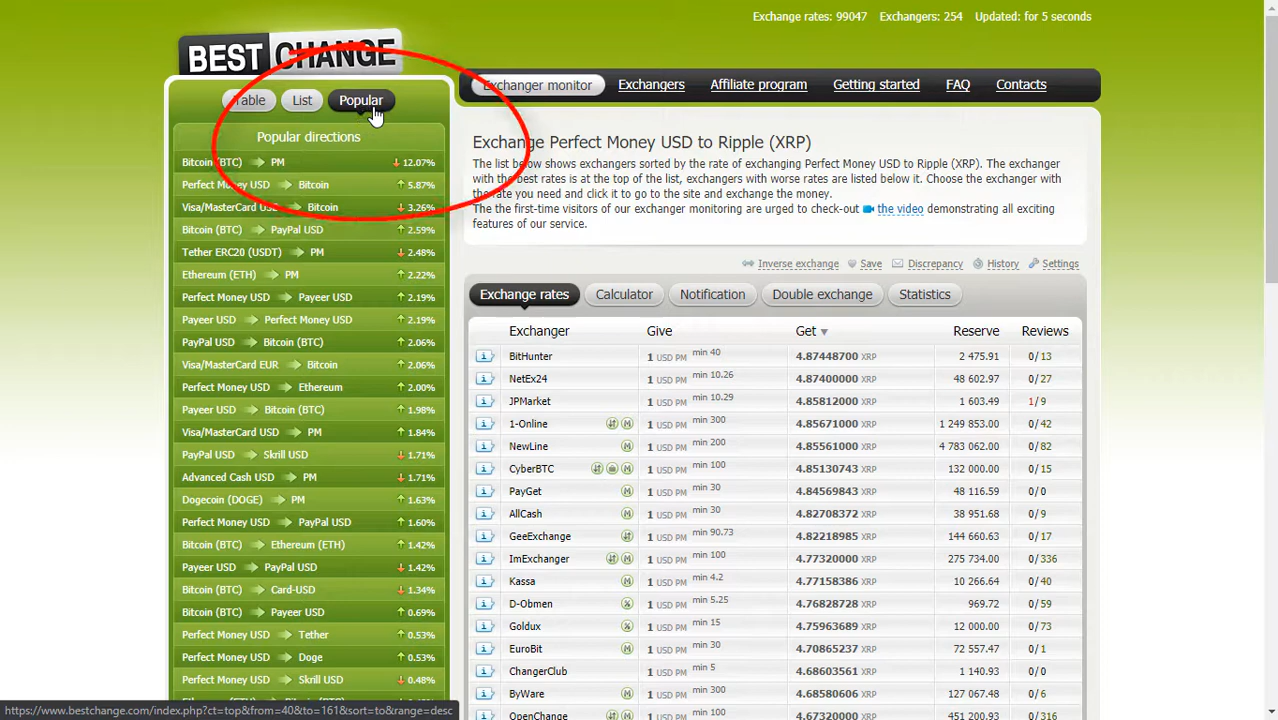 Exchange rates: 99047 Exchangers: 254 Updated: for 5 seconds
BEST CHANGE
Exchanger monitor Exchangers Affiliate program Getting started FAQ Contacts
Table List Popular
Popular directions
Bitcoin (BTC) PM 12.07%
Perfect Money USD Bitcoin 5.87%
Visa/MasterCard USD Bitcoin 3.26%
Bitcoin (BTC) PayPal USD 2.59%
Tether ERC20 (USDT) PM 2.48%
Ethereum (ETH) PM 2.22%
Perfect Money USD Payeer USD 2.19%
Payeer USD Perfect Money USD 2.19%
PayPal USD Bitcoin (BTC) 2.06%
Visa/MasterCard EUR Bitcoin 2.06%
Perfect Money USD Ethereum 2.00%
Payeer USD Bitcoin (BTC) 1.98%
Visa/MasterCard USD PM 1.84%
PayPal USD Skrill USD 1.71%
Advanced Cash USD PM 1.71%
Dogecoin (DOGE) PM 1.63%
Perfect Money USD PayPal USD 1.60%
Bitcoin (BTC) Ethereum (ETH) 1.42%
Payeer USD PayPal USD 1.42%
Bitcoin (BTC) Card-USD 1.34%
Bitcoin (BTC) Payeer USD 0.69%
Perfect Money USD Tether 0.53%
Perfect Money USD Doge 0.53%
Perfect Money USD Skrill USD 0.48%
Exchange Perfect Money USD to Ripple (XRP)
The list below shows exchangers sorted by the rate of exchanging Perfect Money USD to Ripple (XRP). The exchanger
with the best rates is at the top of the list, exchangers with worse rates are listed below it. Choose the exchanger with
the rate you need and click it to go to the site and exchange the money.
The the first-time visitors of our exchanger monitoring are urged to check-out the video demonstrating all exciting
features of our service.
Inverse exchange Save Discrepancy History Settings
Exchange rates Calculator Notification Double exchange Statistics
Exchanger Give Get Reserve Reviews
BitHunter 1 USD PM min 40 4.87448700 XRP 2 475.91 0/13
NetEx24 1 USD PM min 10.26 4.87400000 XRP 48 602.97 0/27
JPMarket 1 USD PM min 10.29 4.85812000 XRP 1 603.49 1/9
1-Online 1 USD PM min 300 4.85671000 XRP 1 249 853.00 0/42
NewLine 1 USD PM min 200 4.85561000 XRP 4 783 062.00 0/82
CyberBTC M 1 USD PM min 100 4.85130743 XRP 132 000.00 0/15
PayGet M 1 USD PM min 30 4.84569843 XRP 48 116.59 0/0
AllCash M 1 USD PM min 30 4.82708372 XRP 38 951.68 0/9
GeeExchange M 1 USD PM min 90.73 4.82218985 XRP 144 660.63 0/17
ImExchanger M 1 USD PM min 100 4.77320000 XRP 275 734.00 0/336
Kassa M 1 USD PM min 4.2 4.77158386 XRP 10 266.64 0/40
D-Obmen 1 USD PM min 5.25 4.76828728 XRP 969.72 0/59
Goldux 1 USD PM min 15 4.75963689 XRP 12 000.00 0/73
EuroBit M 1 USD PM min 30 4.70865237 XRP 72 557.47 0/1
ChangerClub 1 USD PM min 5 4.68603561 XRP 1 140.93 0/0
ByWare M 1 USD PM min 300 4.68580606 XRP 127 068.00 0/6
OpenChange M 1 USD PM min 100 4.67320000 XRP 219 291.00 0/316
https://www.bestchange.com/index.php?ct=top&from=40&to=161&sort=to&range=desc